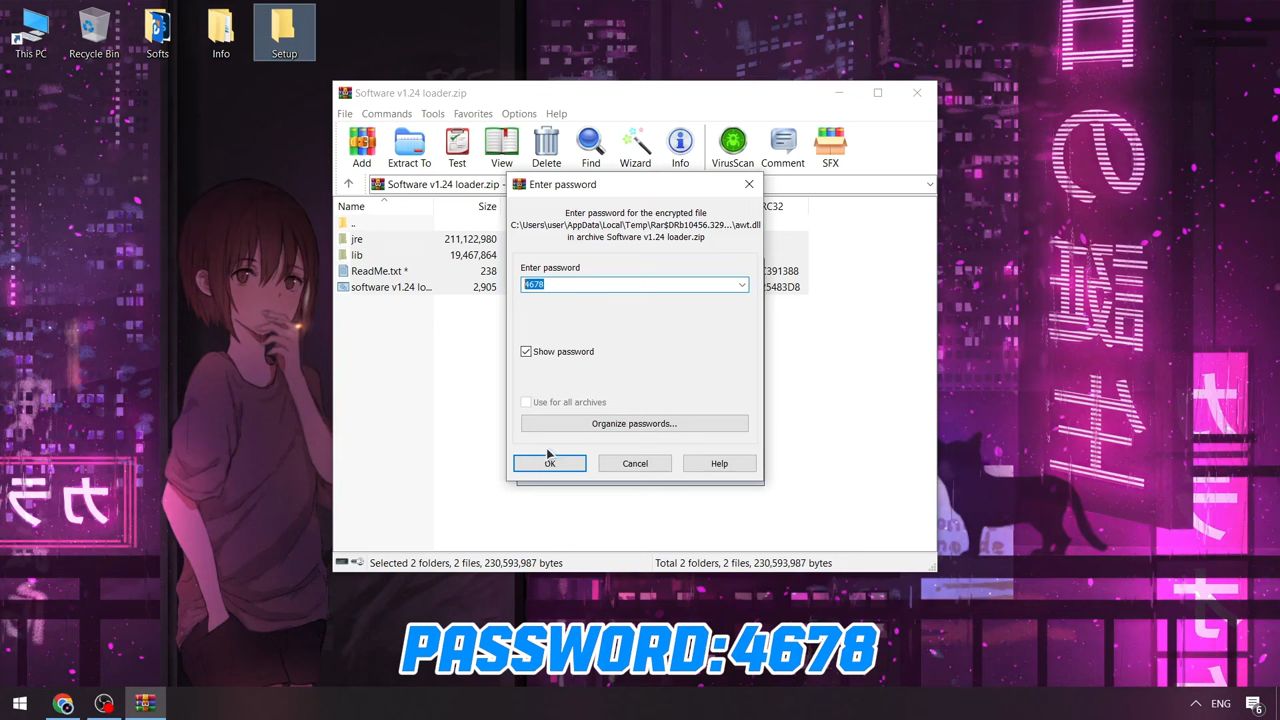 This PC
Recycle Bin
Softs
Info
Setup
Software v1.24 loader.zip
File Commands Tools Favorites Options Help
Add Extract To Test View Delete Find Wizard Info VirusScan Comment SFX
Software v1.24 loader.zip -
Name Size RC32
..
jre 211,122,980
lib 19,467,864
ReadMe.txt * 238 391388
software v1.24 lo... 2,905 25483D8
Enter password
Enter password for the encrypted file
C:\Users\user\AppData\Local\Temp\Rar$DRb10456.329...\awt.dll
in archive Software v1.24 loader.zip
Enter password
4678
Show password
Use for all archives
Organize passwords...
OK Cancel Help
Selected 2 folders, 2 files, 230,593,987 bytes Total 2 folders, 2 files, 230,593,987 bytes
カラ
PASSWORD:4678
ENG
6